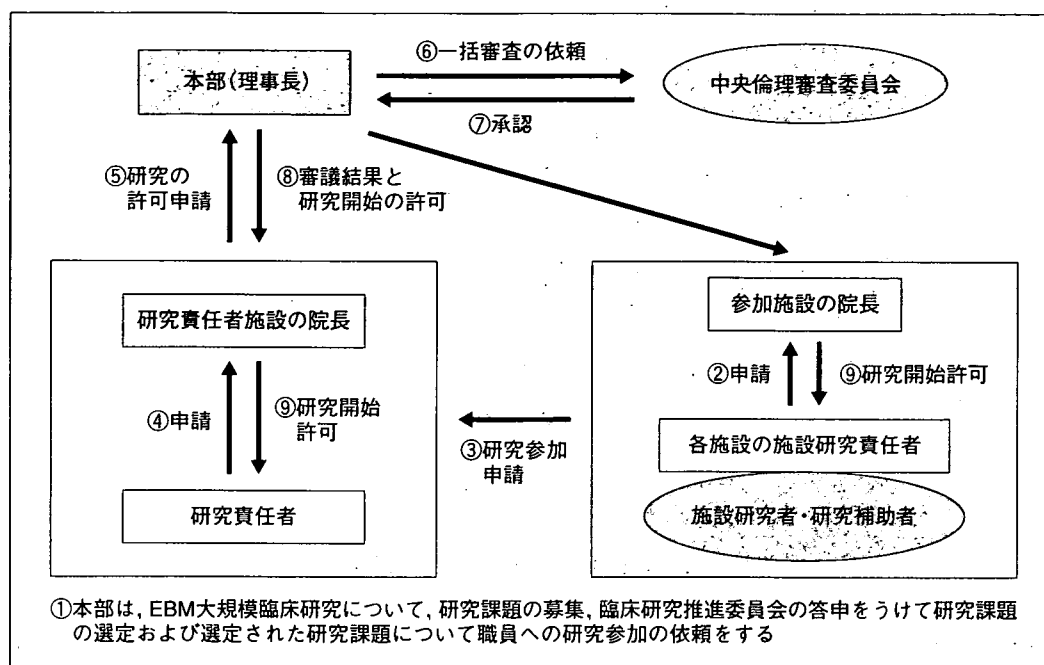 ⑥一括審査の依頼
本部(理事長)
中央倫理審査委員会
⑦承認
⑤研究の
許可申請
⑧審議結果と
研究開始の許可
研究責任者施設の院長
参加施設の院長
②申請
⑨研究開始許可
④申請
⑨研究開始
許可
③研究参加
申請
各施設の施設研究責任者
研究責任者
施設研究者・研究補助者
①本部は,EBM大規模臨床研究について,研究課題の募集,臨床研究推進委員会の答申をうけて研究課題
の選定および選定された研究課題について職員への研究参加の依頼をする